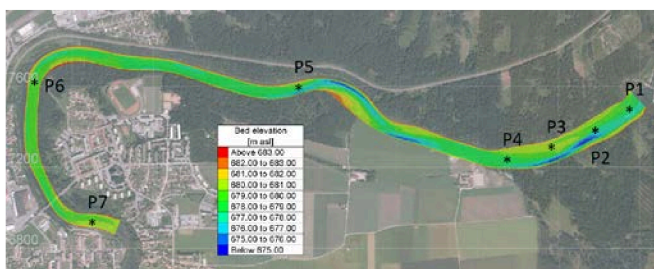 P5
P1
7600
P6
P3
P4
P2
Bed elevation
[m asl]
Above 683.00
682.00 to 683.00
681.00 to 682.00
680.00 to 681.00
679.00 to 680.00
678.00 to 679.00
677.00 to 678.00
676.00 to 677.00
675.00 to 676.00
Below 675.00
7200
P7
6800